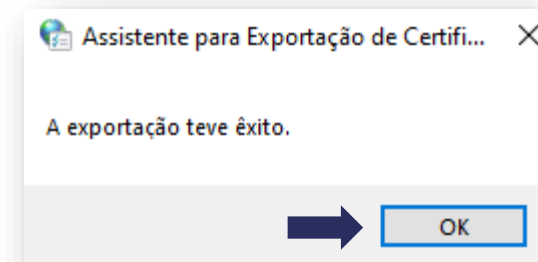 Assistente para Exportação de Certifi...
A exportação teve êxito.
OK